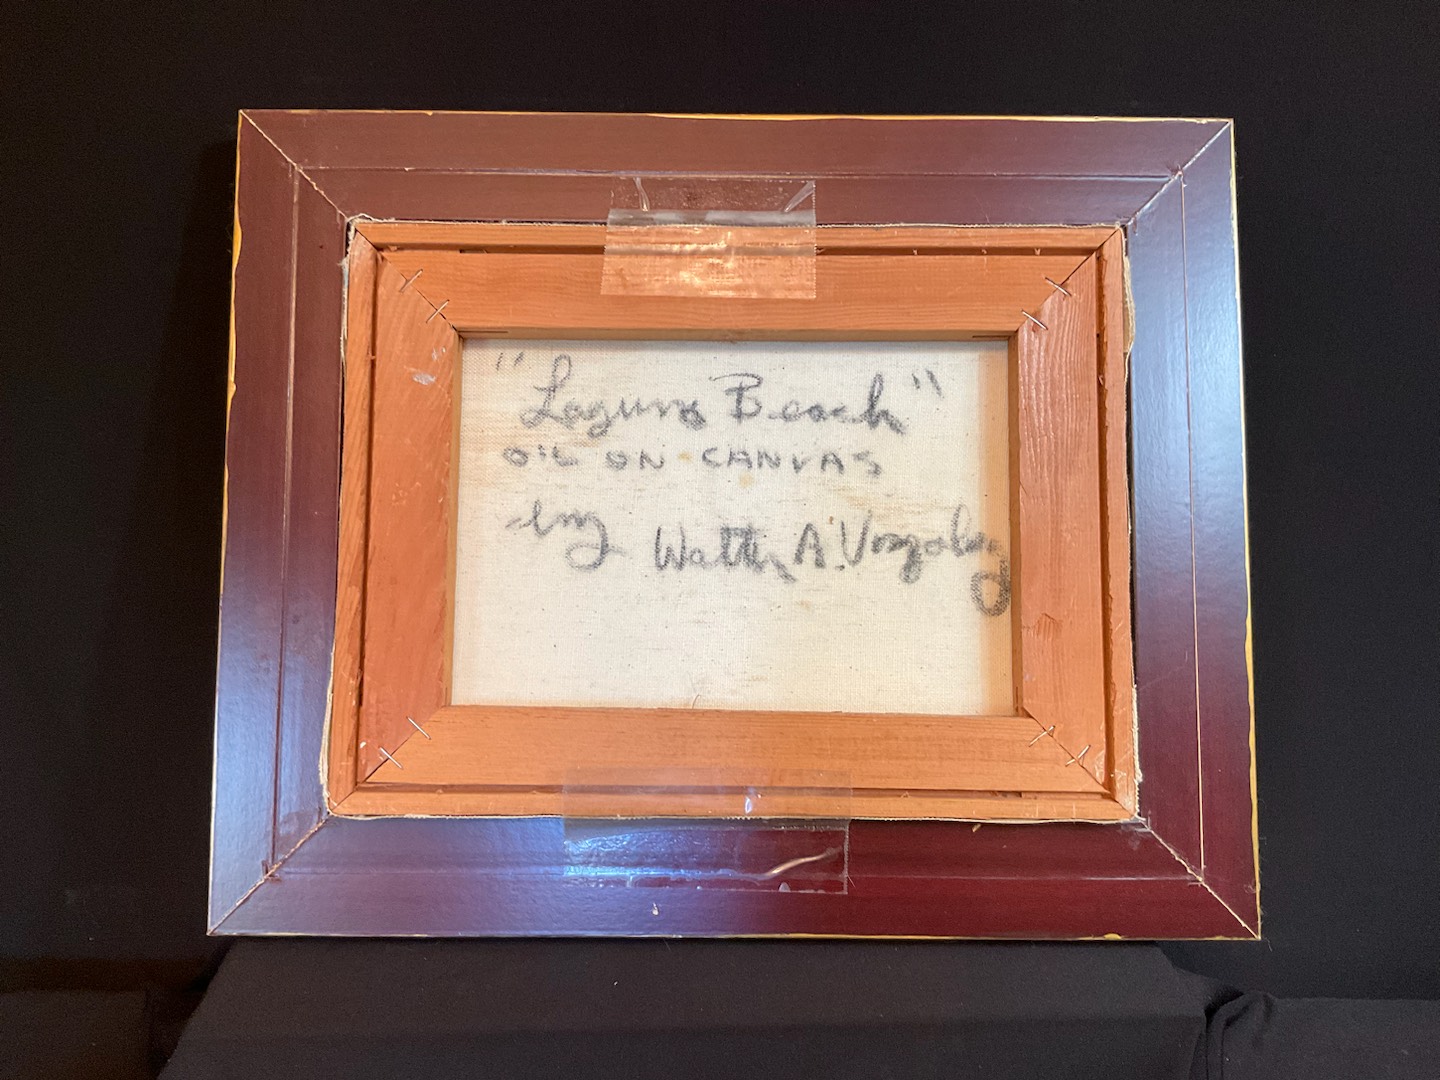 "Laguna Beach"
OIL ON CANVAS
by Walter A.